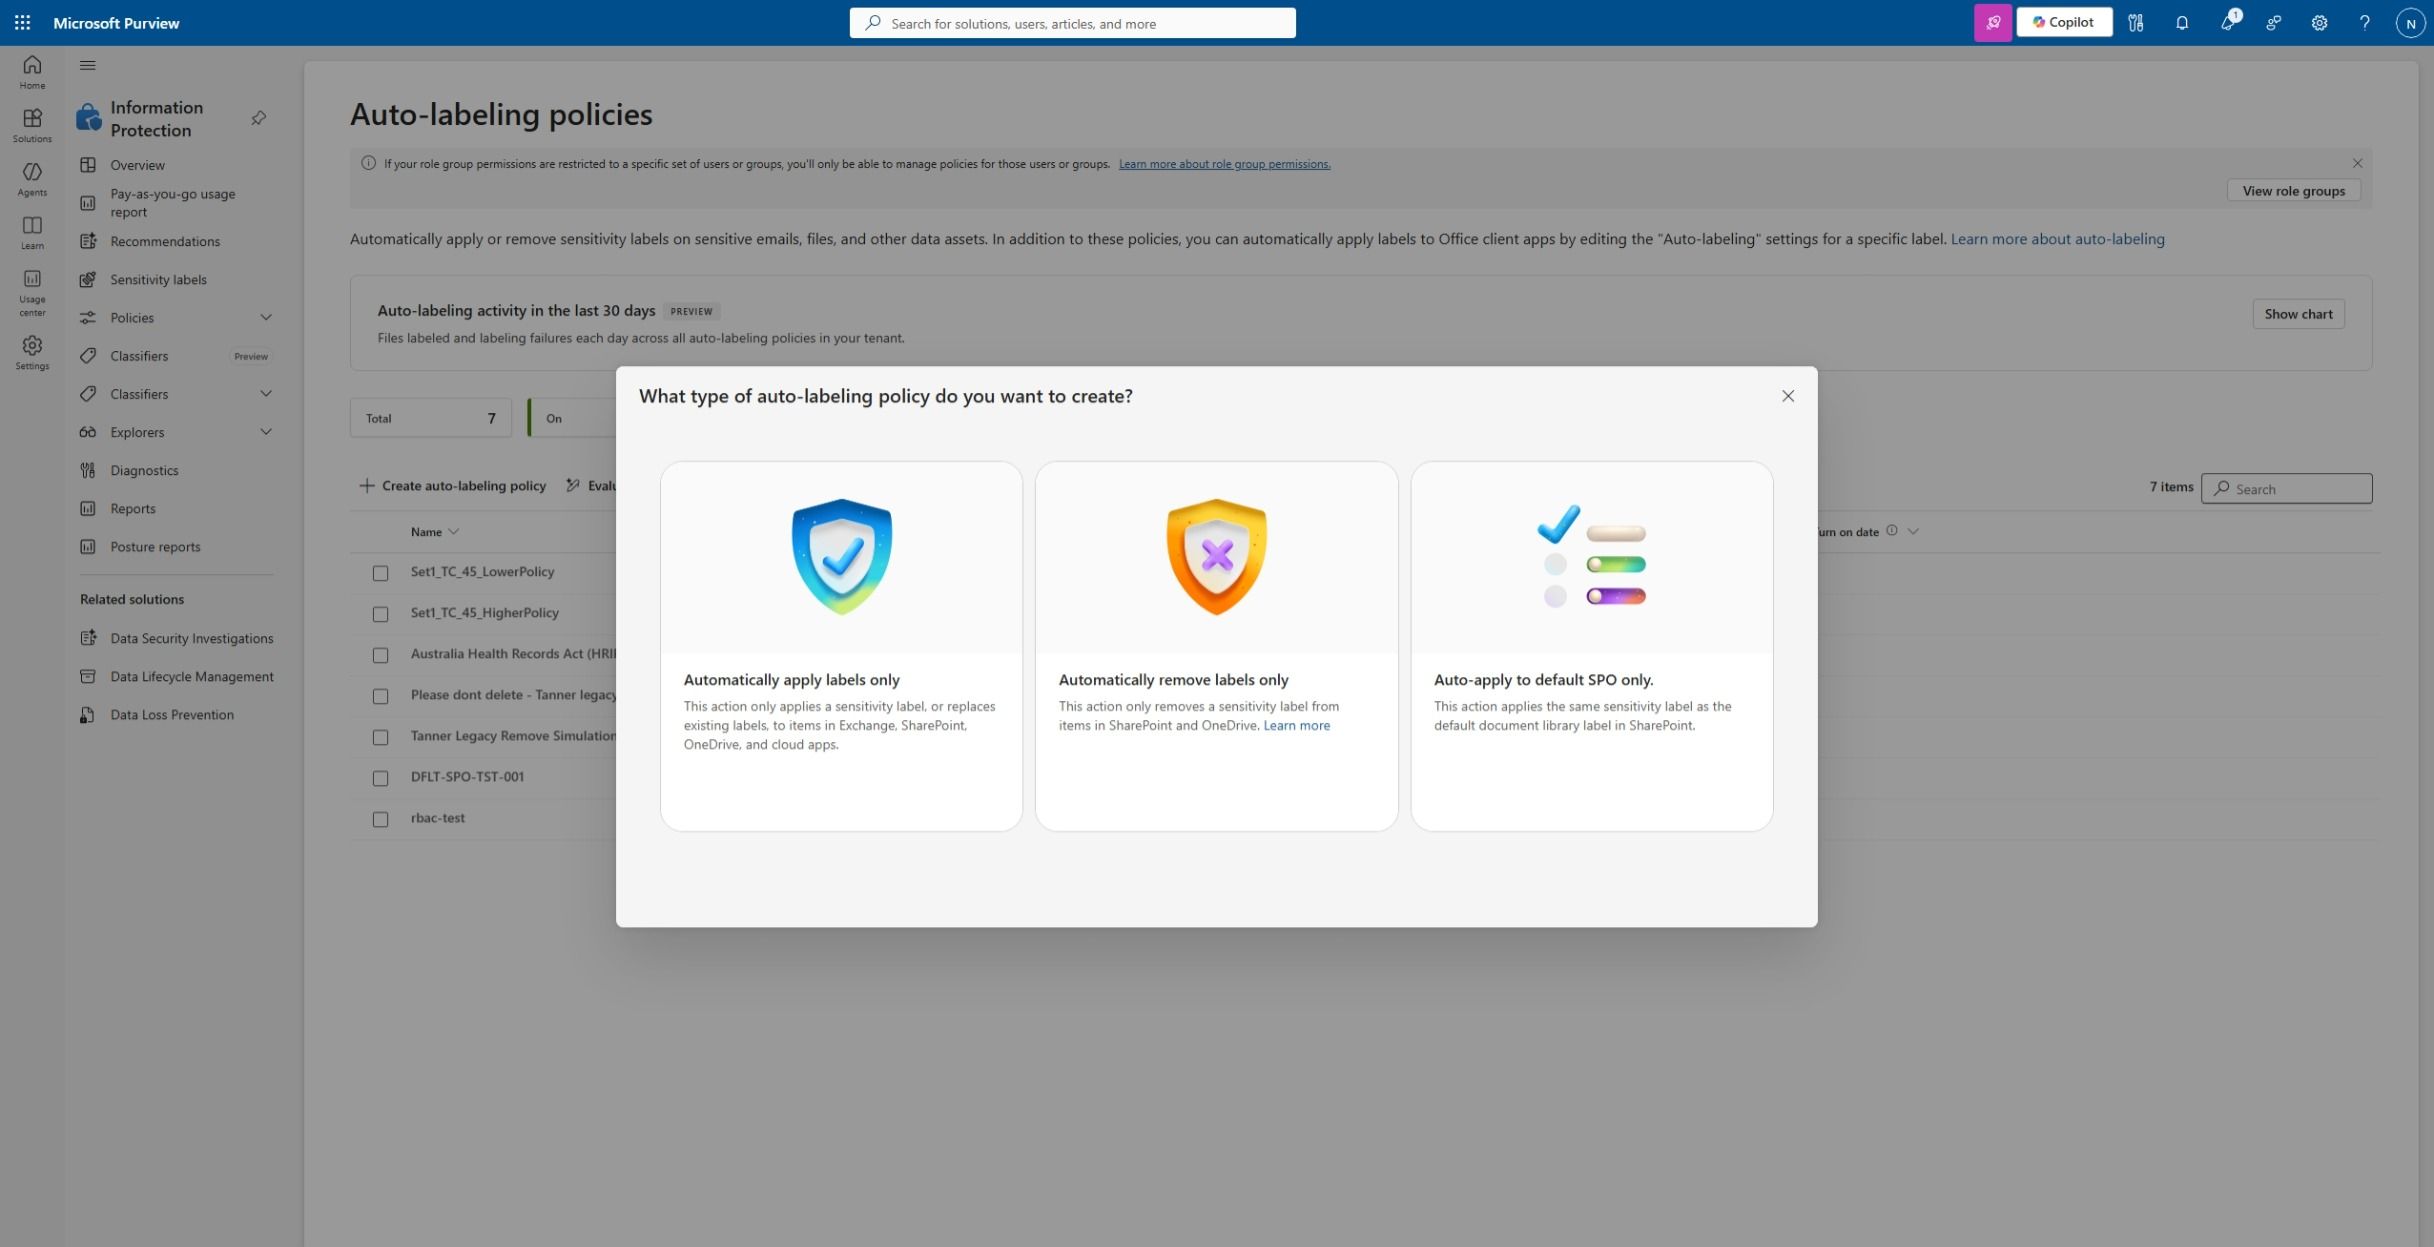 Microsoft Purview
Search for solutions, users, articles, and more
Copilot
1
N
Home
Solutions
Agents
Learn
Usage
center
Settings
Information
Protection
Overview
Pay-as-you-go usage
report
Recommendations
Sensitivity labels
Policies
Classifiers Preview
Classifiers
Explorers
Diagnostics
Reports
Posture reports
Related solutions
Data Security Investigations
Data Lifecycle Management
Data Loss Prevention
Auto-labeling policies
If your role group permissions are restricted to a specific set of users or groups, you'll only be able to manage policies for those users or groups. Learn more about role group permissions.
View role groups
Automatically apply or remove sensitivity labels on sensitive emails, files, and other data assets. In addition to these policies, you can automatically apply labels to Office client apps by editing the "Auto-labeling" settings for a specific label. Learn more about auto-labeling
Auto-labeling activity in the last 30 days PREVIEW
Files labeled and labeling failures each day across all auto-labeling policies in your tenant.
Show chart
Total 7
On
Create auto-labeling policy
7 items
Search
Name
on date
Set1_TC_45_LowerPolicy
Set1_TC_45_HigherPolicy
Australia Health Records Act
Please dont delete - Tanner legacy
Tanner Legacy Remove Simulation
DFLT-SPO-TST-001
rbac-test
What type of auto-labeling policy do you want to create?
Automatically apply labels only
This action only applies a sensitivity label, or replaces
existing labels, to items in Exchange, SharePoint,
OneDrive, and cloud apps.
Automatically remove labels only
This action only removes a sensitivity label from
items in SharePoint and OneDrive. Learn more
Auto-apply to default SPO only.
This action applies the same sensitivity label as the
default document library label in SharePoint.